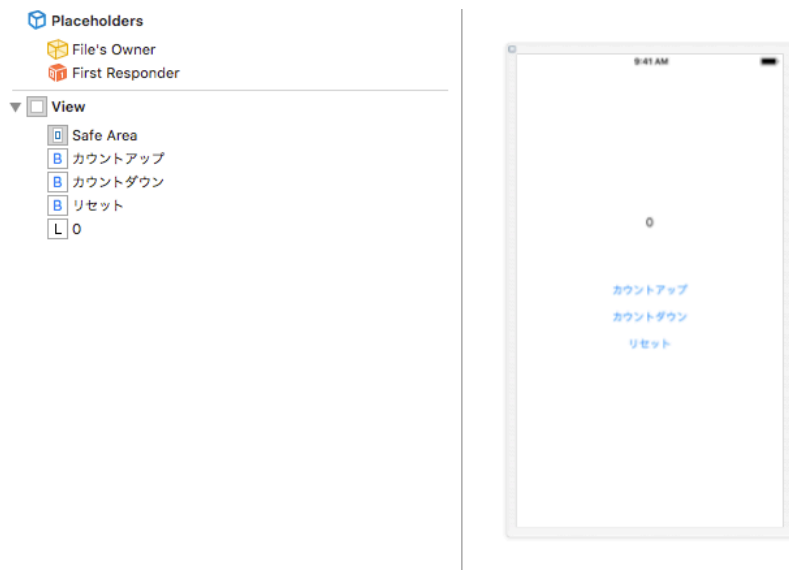 Placeholders
File's Owner
First Responder
View
Safe Area
B カウントアップ
B カウントダウン
B リセット
L 0
9:41 AM
0
カウントアップ
カウントダウン
リセット